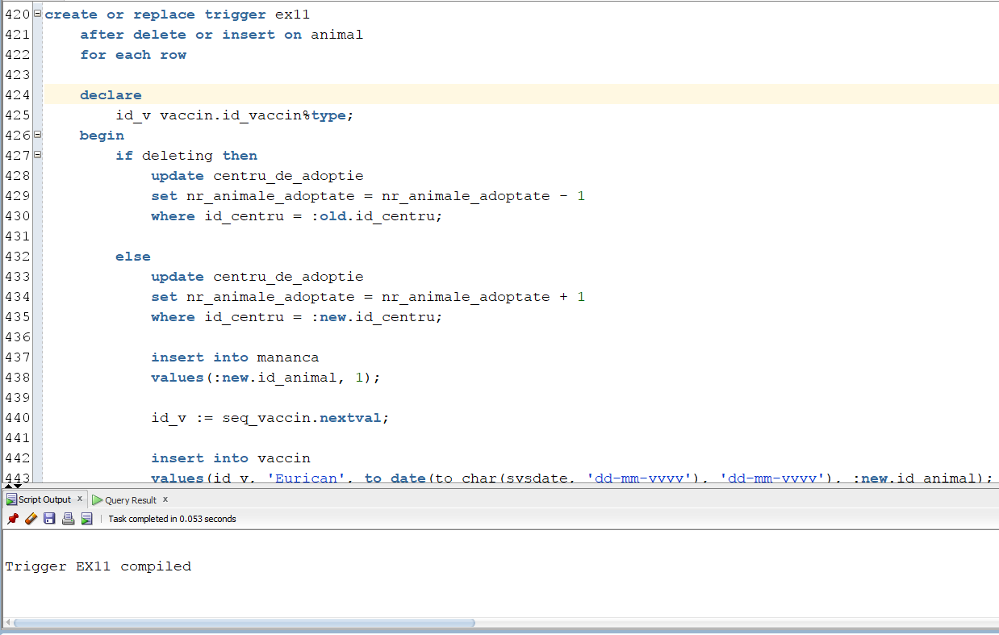 420 create or replace trigger ex11
421 after delete or insert on animal
422 for each row
423
424 declare
425 id_v vaccin.id_vaccin%type;
426 begin
427 if deleting then
428 update centru_de_adoptie
429 set nr_animale_adoptate = nr_animale_adoptate - 1
430 where id_centru = :old.id_centru;
431
432 else
433 update centru_de_adoptie
434 set nr_animale_adoptate = nr_animale_adoptate + 1
435 where id_centru = :new.id_centru;
436
437 insert into mananca
438 values(:new.id_animal, 1);
439
440 id_v := seq_vaccin.nextval;
441
442 insert into vaccin
443 values(id_v, 'Eurican', to_date(to_char(sysdate, 'dd-mm-yyyy'), 'dd-mm-yyyy'), :new.id_animal);
Script Output x Query Result x
Task completed in 0.053 seconds
Trigger EX11 compiled